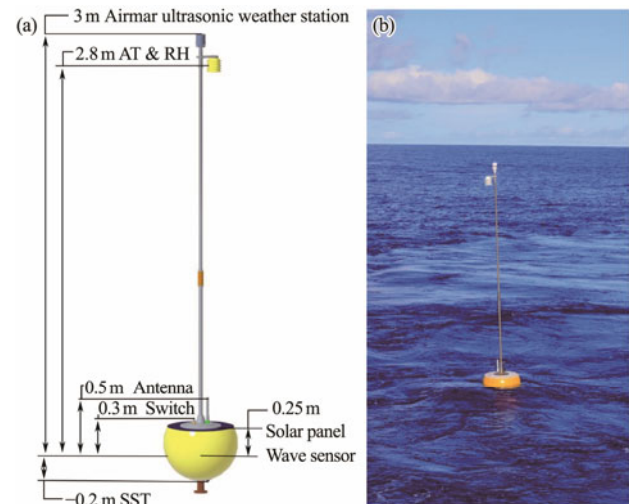 (a)
3 m Airmar ultrasonic weather station
2.8 m AT & RH
0.5 m Antenna
0.3 m Switch
0.25 m
Solar panel
Wave sensor
−0.2 m SST
(b)